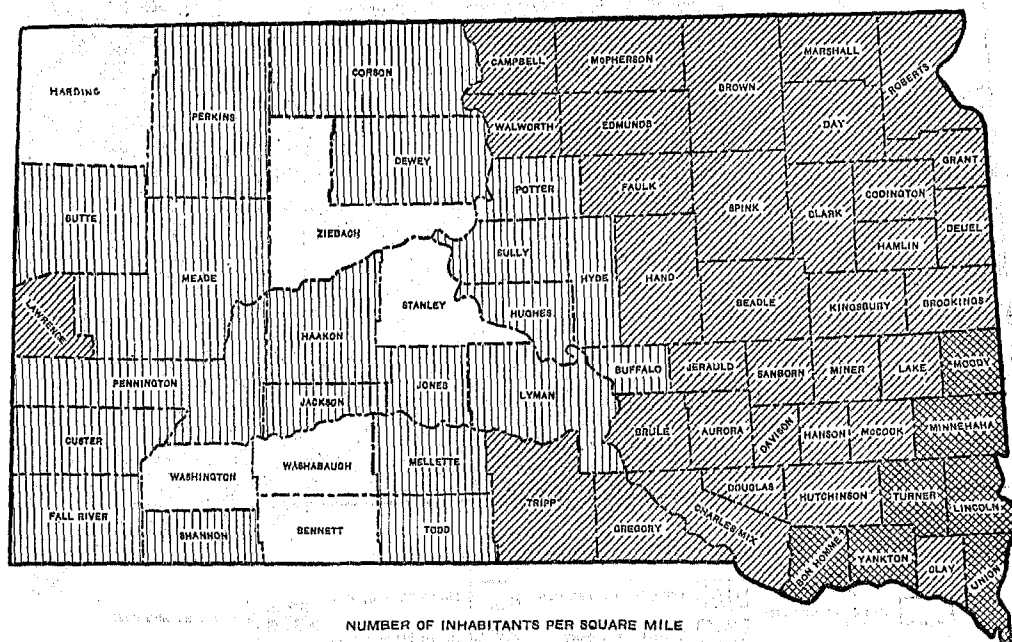 HARDING
PERKINS
CORSON
CAMPBELL
McPHERSON
BROWN
MARSHALL
ROBERTS
WALWORTH
EDMUNDS
DAY
DEWEY
POTTER
FAULK
SPINK
CLARK
CODINGTON
GRANT
BUTTE
ZIEBACH
DEUEL
HAMLIN
MEADE
SULLY
HYDE
HAND
BEADLE
KINGSBURY
BROOKINGS
STANLEY
HUGHES
LAWRENCE
HAAKON
PENNINGTON
JONES
LYMAN
BUFFALO
JERAULD
SANBORN
MINER
LAKE
MOODY
JACKSON
CUSTER
BRULE
AURORA
DAVISON
HANSON
McCOOK
MINNEHAHA
WASHINGTON
WASHABAUGH
MELLETTE
FALL RIVER
SHANNON
BENNETT
TODD
TRIPP
GREGORY
CHARLES MIX
DOUGLAS
HUTCHINSON
TURNER
LINCOLN
BON HOMME
YANKTON
CLAY
UNION
NUMBER OF INHABITANTS PER SQUARE MILE